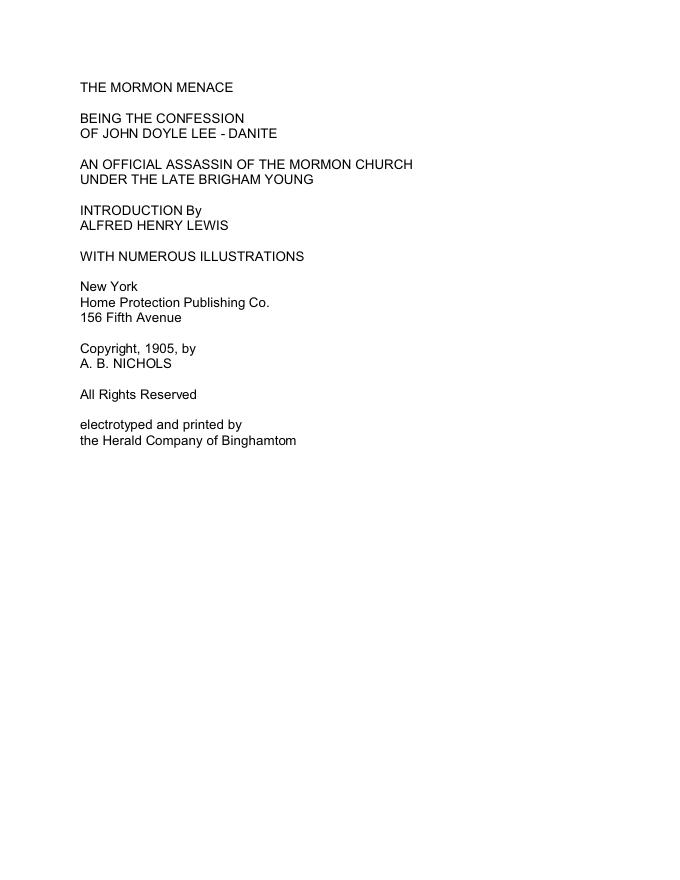 THE MORMON MENACE
BEING THE CONFESSION
OF JOHN DOYLE LEE - DANITE
AN OFFICIAL ASSASSIN OF THE MORMON CHURCH
UNDER THE LATE BRIGHAM YOUNG
INTRODUCTION By
ALFRED HENRY LEWIS
WITH NUMEROUS ILLUSTRATIONS
New York
Home Protection Publishing Co.
156 Fifth Avenue
Copyright, 1905, by
A. B. NICHOLS
All Rights Reserved
electrotyped and printed by
the Herald Company of Binghamtom